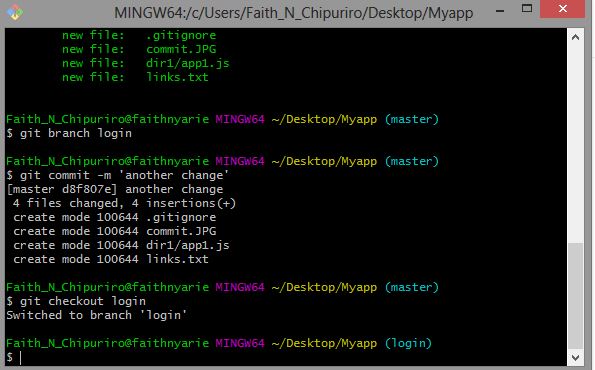 MINGW64:/c/Users/Faith_N_Chipuriro/Desktop/Myapp
new file:   .gitignore
new file:   commit.JPG
new file:   dir1/app1.js
new file:   links.txt
Faith_N_Chipuriro@faithnyarie MINGW64 ~/Desktop/Myapp (master)
$ git branch login
Faith_N_Chipuriro@faithnyarie MINGW64 ~/Desktop/Myapp (master)
$ git commit -m 'another change'
[master d8f807e] another change
4 files changed, 4 insertions(+)
create mode 100644 .gitignore
create mode 100644 commit.JPG
create mode 100644 dir1/app1.js
create mode 100644 links.txt
Faith_N_Chipuriro@faithnyarie MINGW64 ~/Desktop/Myapp (master)
$ git checkout login
Switched to branch 'login'
Faith_N_Chipuriro@faithnyarie MINGW64 ~/Desktop/Myapp (login)
$